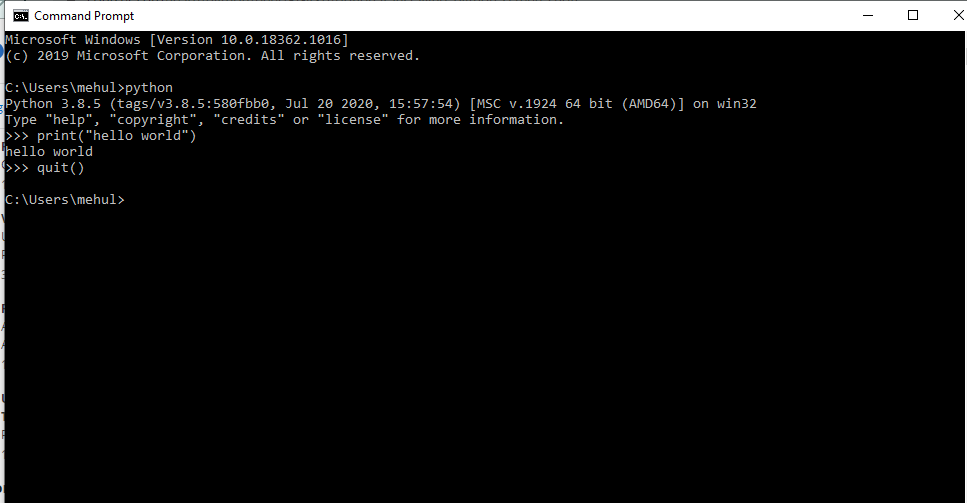 Command Prompt
Microsoft Windows [Version 10.0.18362.1016]
(c) 2019 Microsoft Corporation. All rights reserved.
C:\Users\mehul>python
Python 3.8.5 (tags/v3.8.5:580fbb0, Jul 20 2020, 15:57:54) [MSC v.1924 64 bit (AMD64)] on win32
Type "help", "copyright", "credits" or "license" for more information.
>>> print("hello world")
hello world
>>> quit()
C:\Users\mehul>